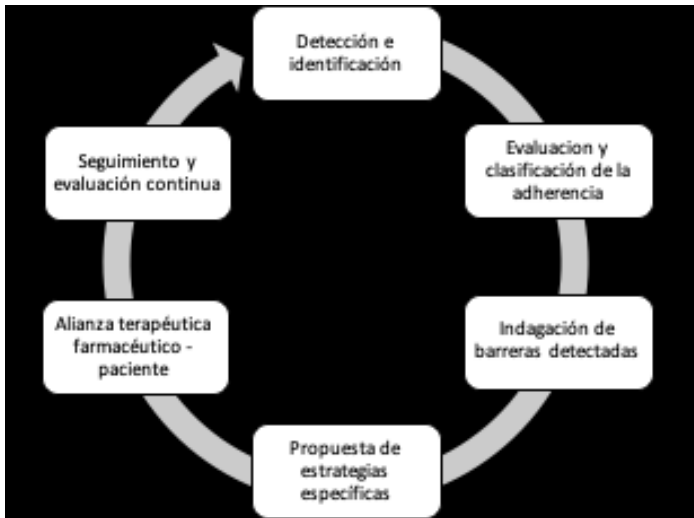 Detección e
identificación
Evaluacion y
clasificación de la
adherencia
Indagación de
barreras detectadas
Propuesta de
estrategias
específicas
Alianza terapéutica
farmacéutico -
paciente
Seguimiento y
evaluación continua